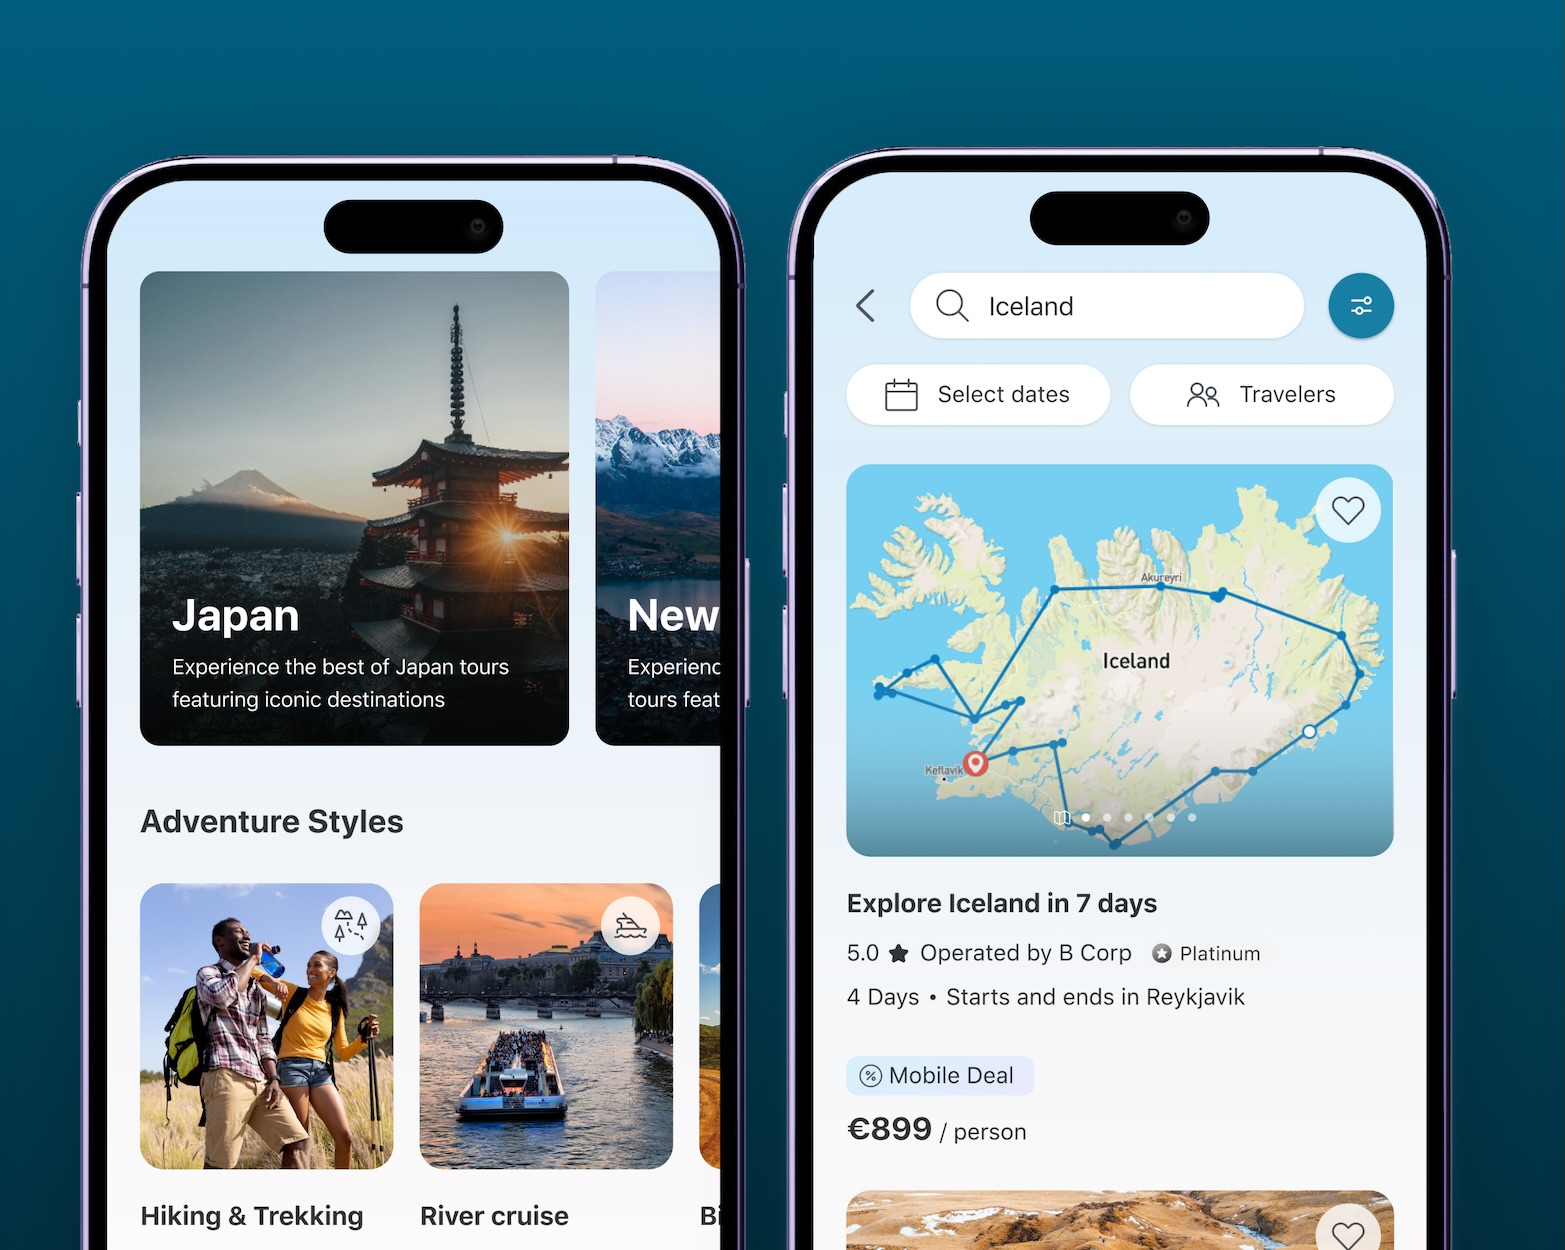 Japan
Experience the best of Japan tours
featuring iconic destinations
New
Experienc
tours feat
Adventure Styles
Hiking & Trekking
River cruise
Bi
Iceland
Select dates
Travelers
Akureyri
Iceland
Keflavik
Explore Iceland in 7 days
5.0 Operated by B Corp Platinum
4 Days • Starts and ends in Reykjavik
% Mobile Deal
€899 / person